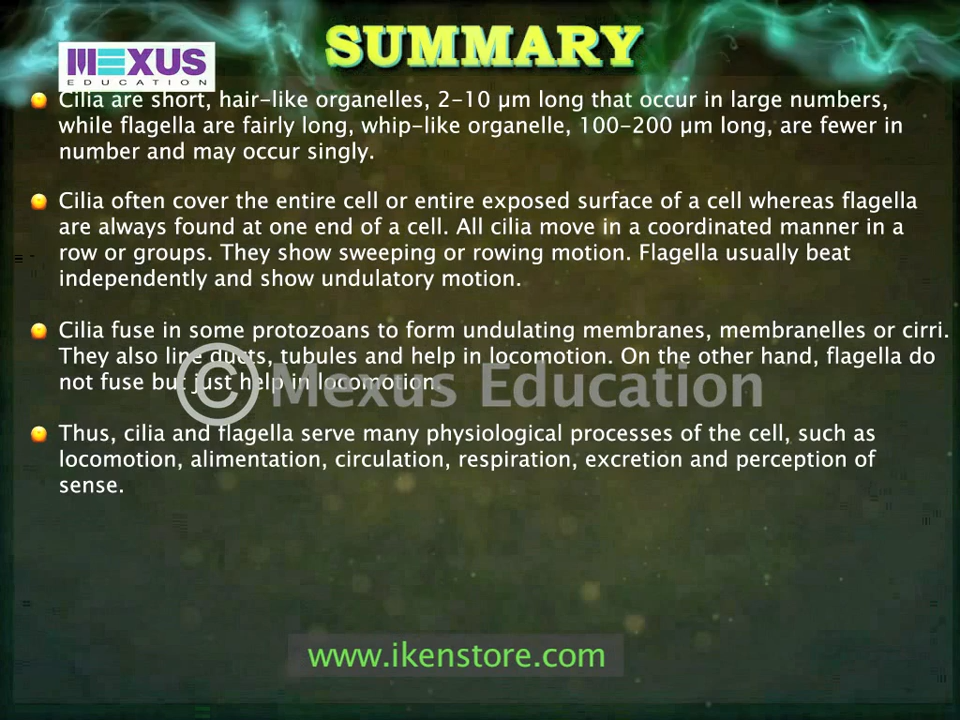 SUMMARY
MEXUS
EDUCATION
Cilia are short, hair-like organelles, 2-10 µm long that occur in large numbers,
while flagella are fairly long, whip-like organelle, 100-200 µm long, are fewer in
number and may occur singly.
Cilia often cover the entire cell or entire exposed surface of a cell whereas flagella
are always found at one end of a cell. All cilia move in a coordinated manner in a
row or groups. They show sweeping or rowing motion. Flagella usually beat
independently and show undulatory motion.
Cilia fuse in some protozoans to form undulating membranes, membranelles or cirri.
They also line ducts, tubules and help in locomotion. On the other hand, flagella do
not fuse but just help in locomotion.
© Mexus Education
Thus, cilia and flagella serve many physiological processes of the cell, such as
locomotion, alimentation, circulation, respiration, excretion and perception of
sense.
www.ikenstore.com